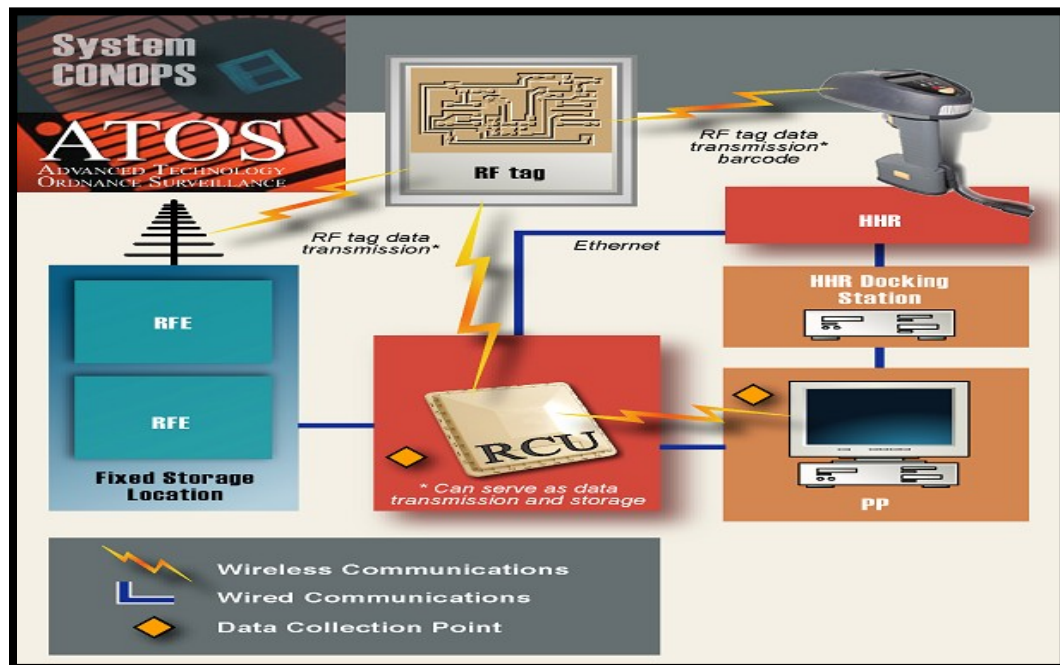 System
CONOPS
ATOS
ADVANCED TECHNOLOGY
ORDNANCE SURVEILLANCE
RF tag
RF tag data
transmission*
barcode
RF tag data
transmission*
Ethernet
HHR
HHR Docking
Station
RFE
RFE
Fixed Storage
Location
RCU
* Can serve as data
transmission and storage
PP
Wireless Communications
Wired Communications
Data Collection Point